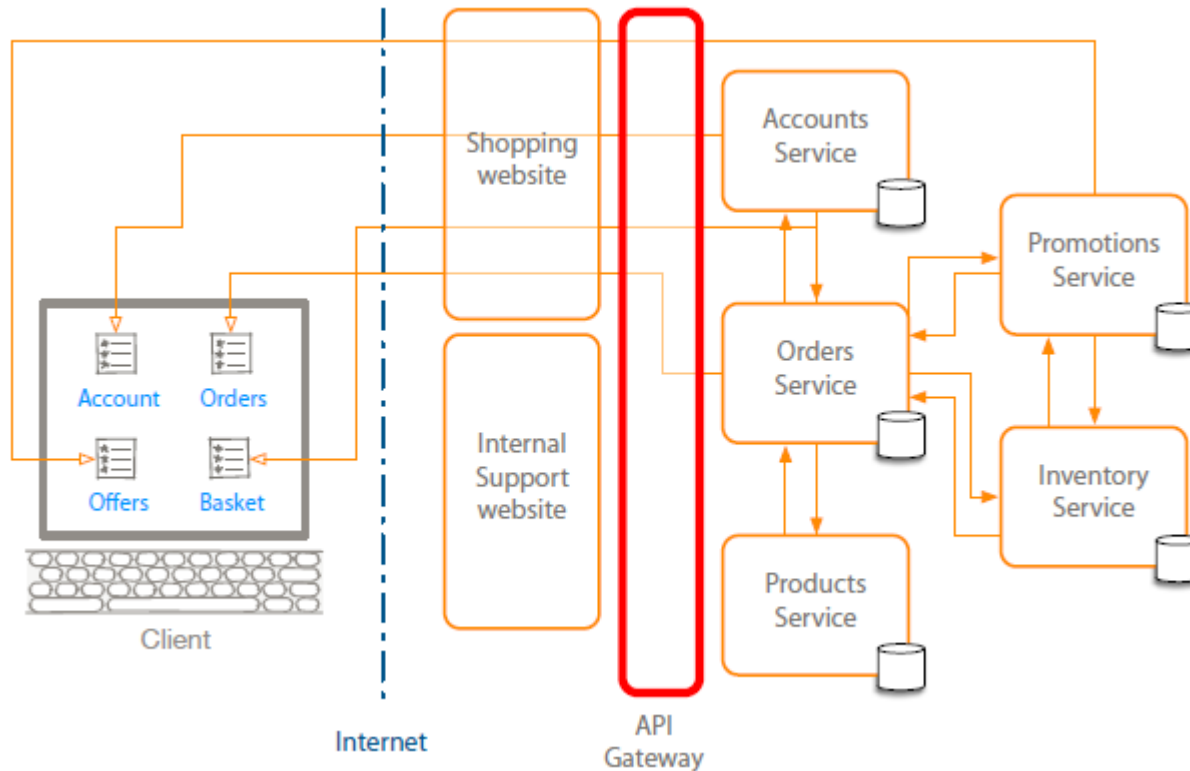 Shopping
website
Accounts
Service
Promotions
Service
Account
Orders
Offers
Basket
Client
Orders
Service
Internal
Support
website
Inventory
Service
Products
Service
Internet
API
Gateway